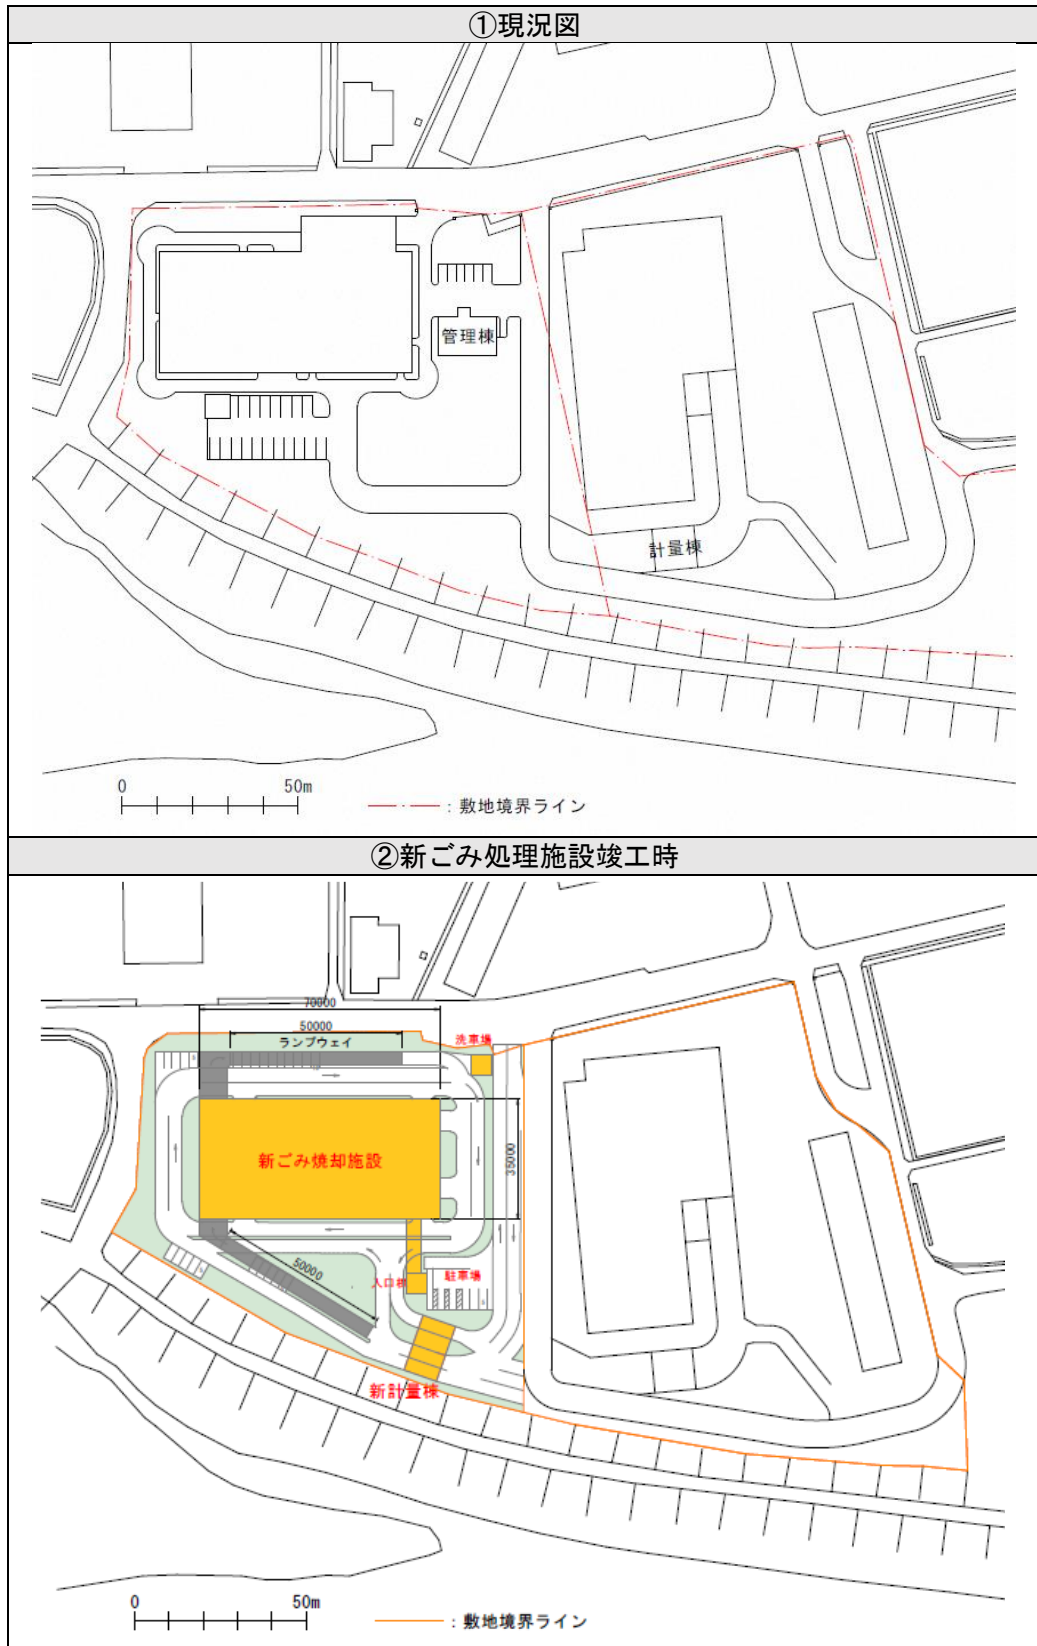 ①現況図
管理棟
計量棟
0 50m
：敷地境界ライン
②新ごみ処理施設竣工時
70000
50000
ランプウェイ
洗車場
新ごみ焼却施設
35000
50000
入口棟
駐車場
新計量棟
0 50m
：敷地境界ライン